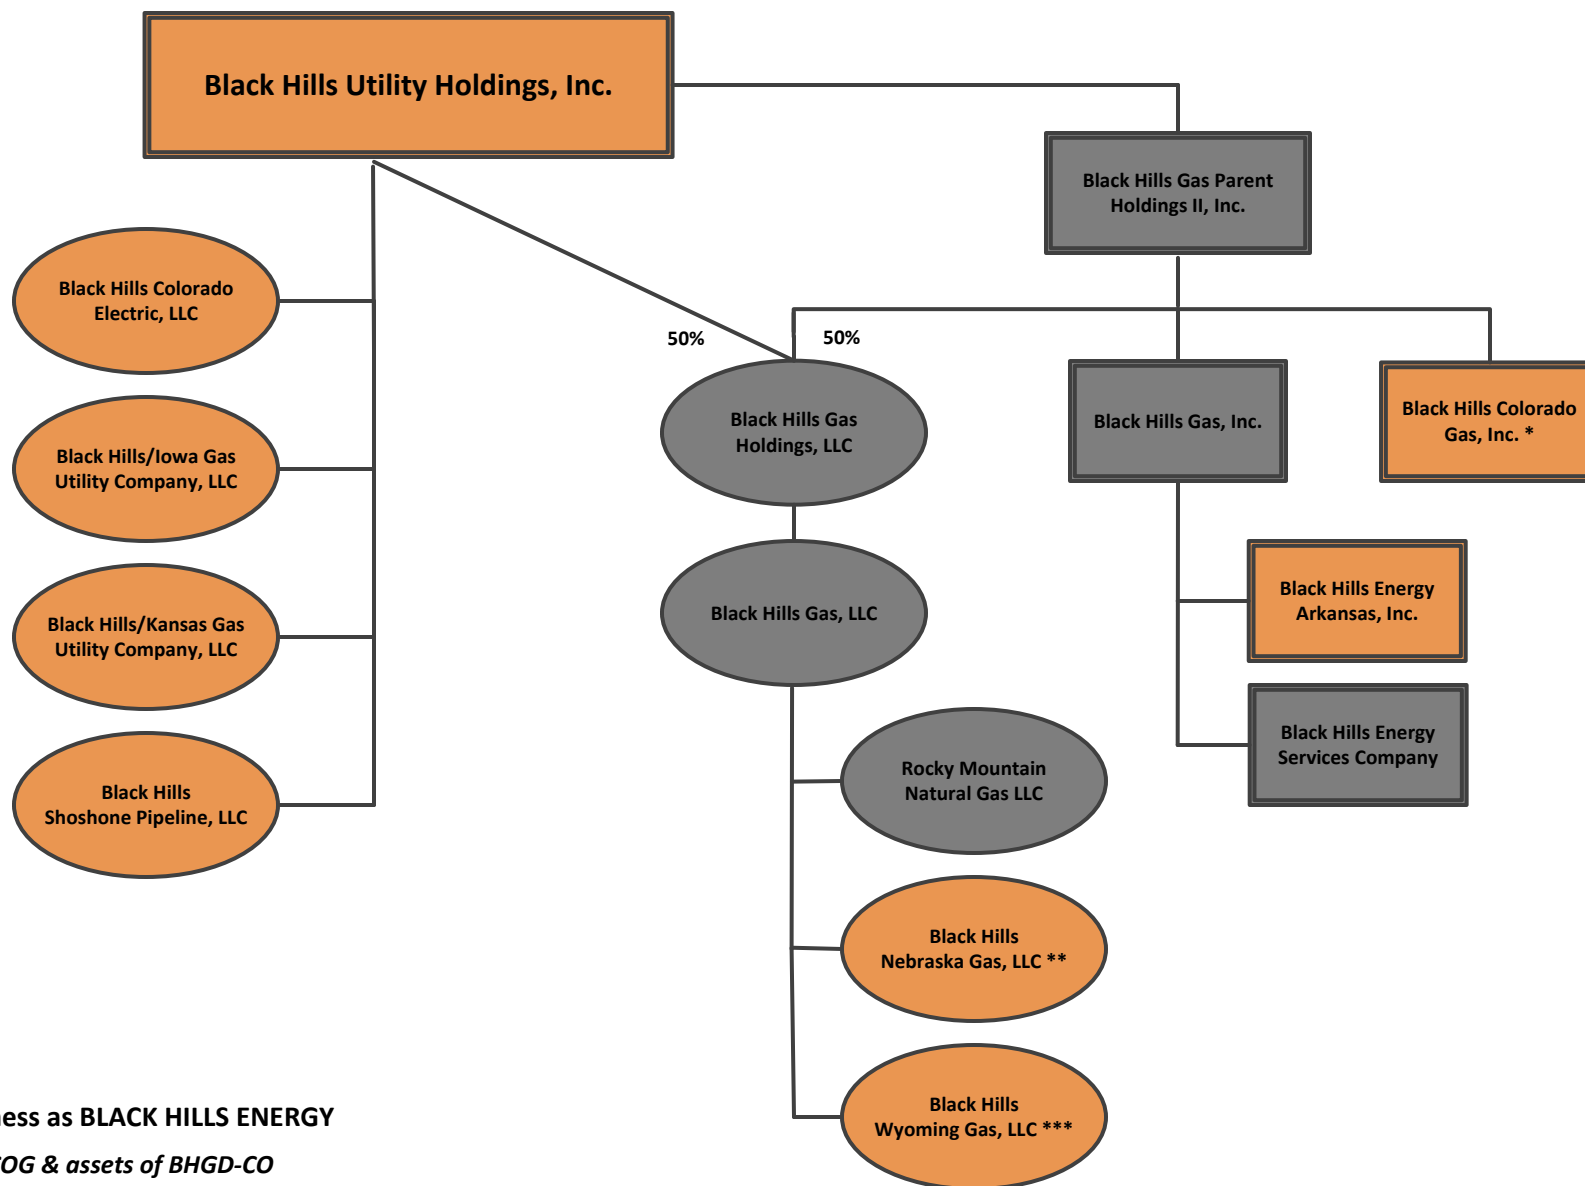 Black Hills Utility Holdings, Inc.
Black Hills Gas Parent
Holdings II, Inc.
Black Hills Colorado
Electric, LLC
50%
50%
Black Hills Gas
Holdings, LLC
Black Hills Gas, Inc.
Black Hills Colorado
Gas, Inc. *
Black Hills/Iowa Gas
Utility Company, LLC
Black Hills/Kansas Gas
Utility Company, LLC
Black Hills Gas, LLC
Black Hills Energy
Arkansas, Inc.
Black Hills Energy
Services Company
Black Hills
Shoshone Pipeline, LLC
Rocky Mountain
Natural Gas LLC
Black Hills
Nebraska Gas, LLC **
Black Hills
Wyoming Gas, LLC ***
ness as BLACK HILLS ENERGY
OG & assets of BHGD-CO